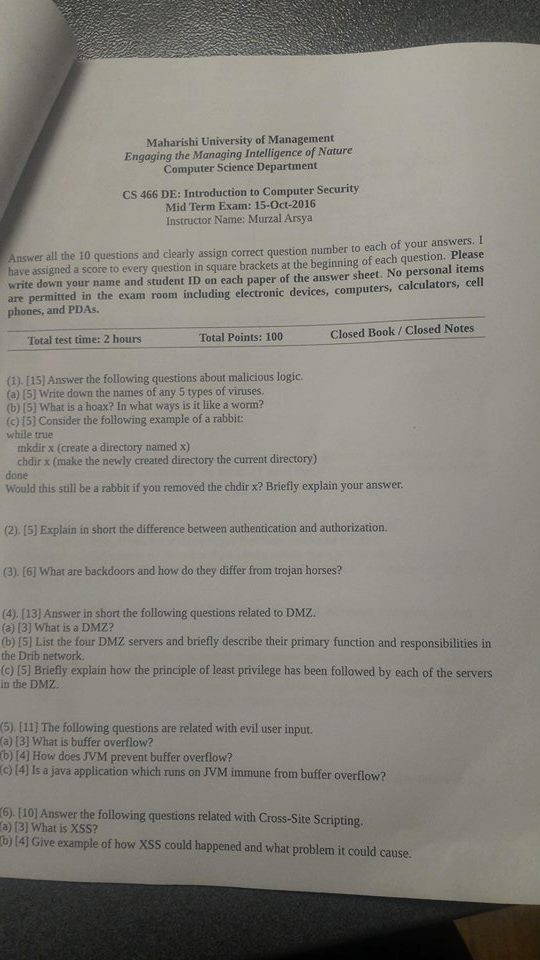 Maharishi University of Management
Engaging the Managing Intelligence of Nature
Computer Science Department
CS 466 DE: Introduction to Computer Security
Mid Term Exam: 15-Oct-2016
Instructor Name: Murzal Arsya
Answer all the 10 questions and clearly assign correct question number to each of your answers. I
have assigned a score to every question in square brackets at the beginning of each question. Please
write down your name and student ID on each paper of the answer sheet. No personal items
are permitted in the exam room including electronic devices, computers, calculators, cell
phones, and PDAs.
Total test time: 2 hours Total Points: 100 Closed Book / Closed Notes
(1). [15] Answer the following questions about malicious logic.
(a) [5] Write down the names of any 5 types of viruses.
(b) [5] What is a hoax? In what ways is it like a worm?
(c) [5] Consider the following example of a rabbit:
while true
mkdir x (create a directory named x)
chdir x (make the newly created directory the current directory)
done
Would this still be a rabbit if you removed the chdir x? Briefly explain your answer.
(2). [5] Explain in short the difference between authentication and authorization.
(3). [6] What are backdoors and how do they differ from trojan horses?
(4). [13] Answer in short the following questions related to DMZ.
(a) [3] What is a DMZ?
(b) [5] List the four DMZ servers and briefly describe their primary function and responsibilities in
the Drib network.
(c) [5] Briefly explain how the principle of least privilege has been followed by each of the servers
in the DMZ.
(5). [11] The following questions are related with evil user input.
(a) [3] What is buffer overflow?
(b) [4] How does JVM prevent buffer overflow?
(c) [4] Is a java application which runs on JVM immune from buffer overflow?
(6). [10] Answer the following questions related with Cross-Site Scripting.
(a) [3] What is XSS?
(b) [4] Give example of how XSS could happened and what problem it could cause.